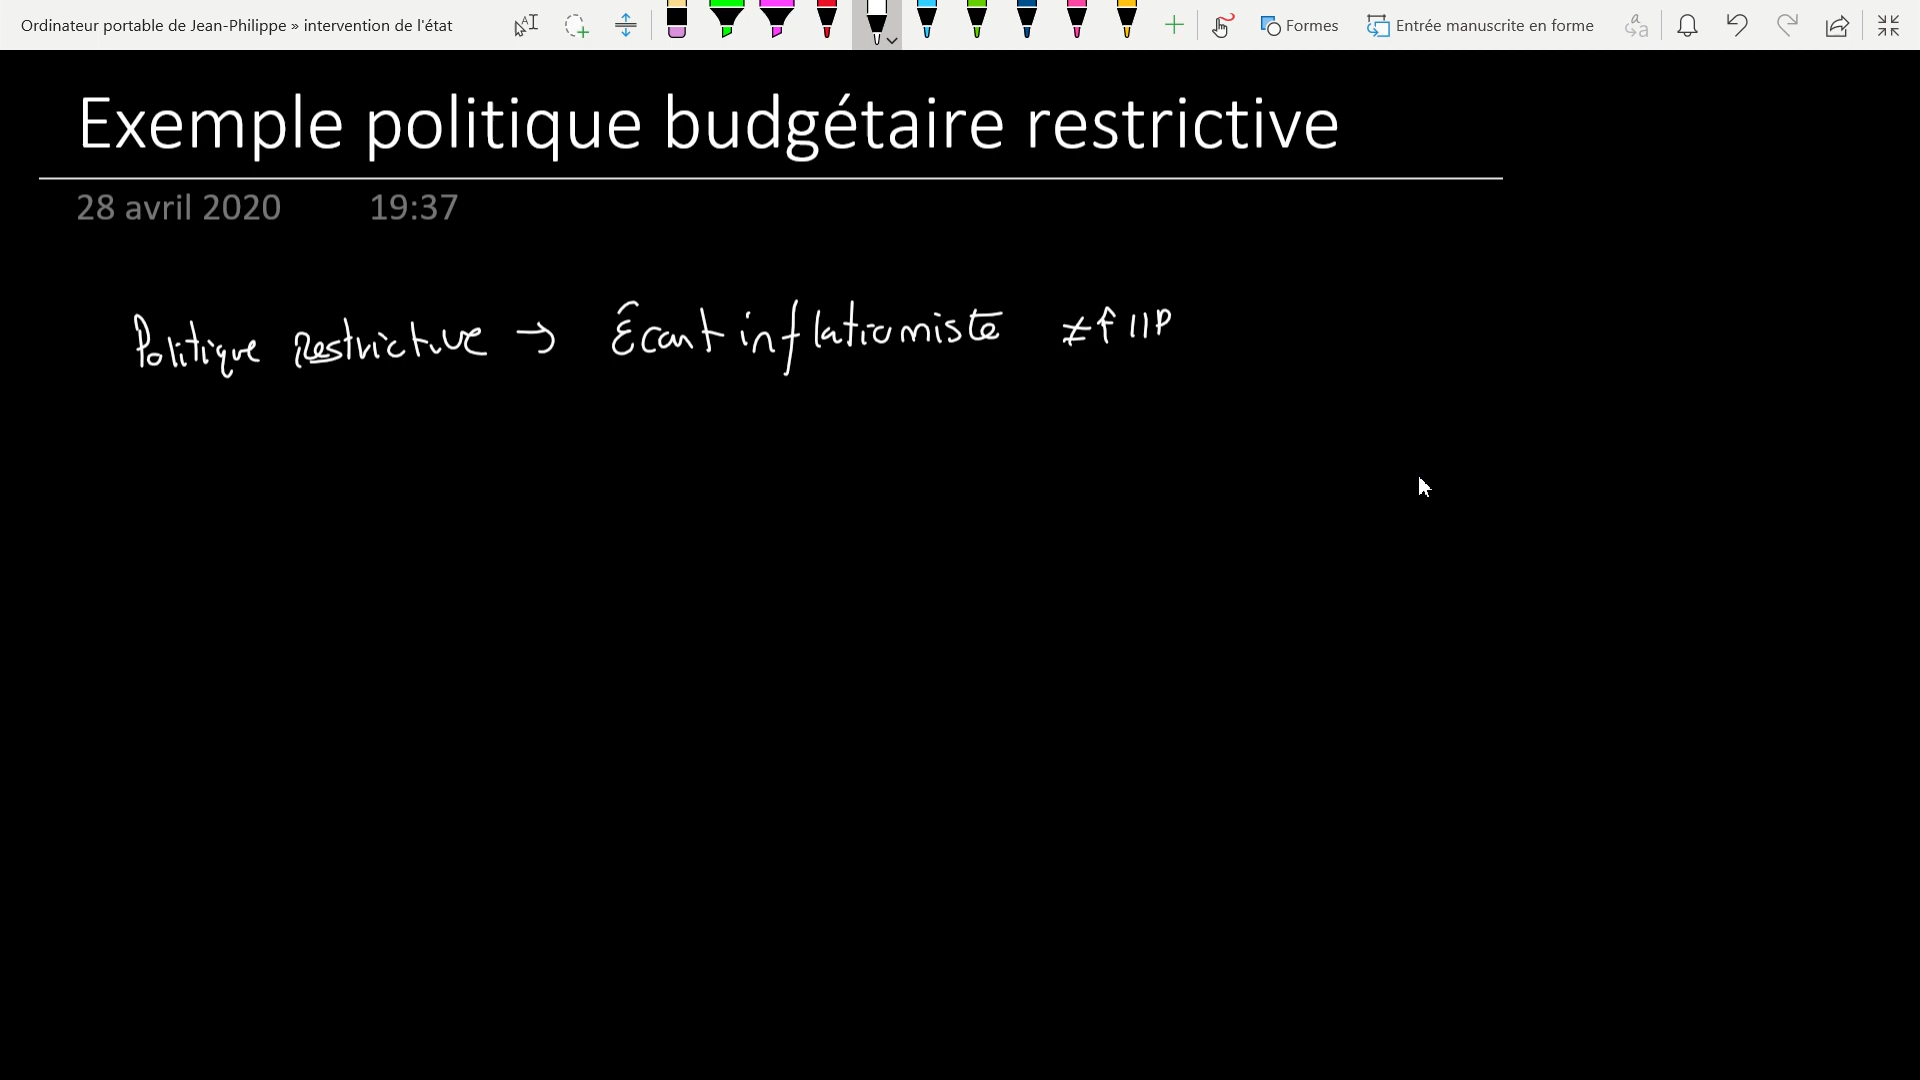 Ordinateur portable de Jean-Philippe » intervention de l'état Formes Entrée manuscrite en forme
Exemple politique budgétaire restrictive
28 avril 2020 19:37
Politique Restrictive → Écart inflationniste ≠ ↑ 11 P